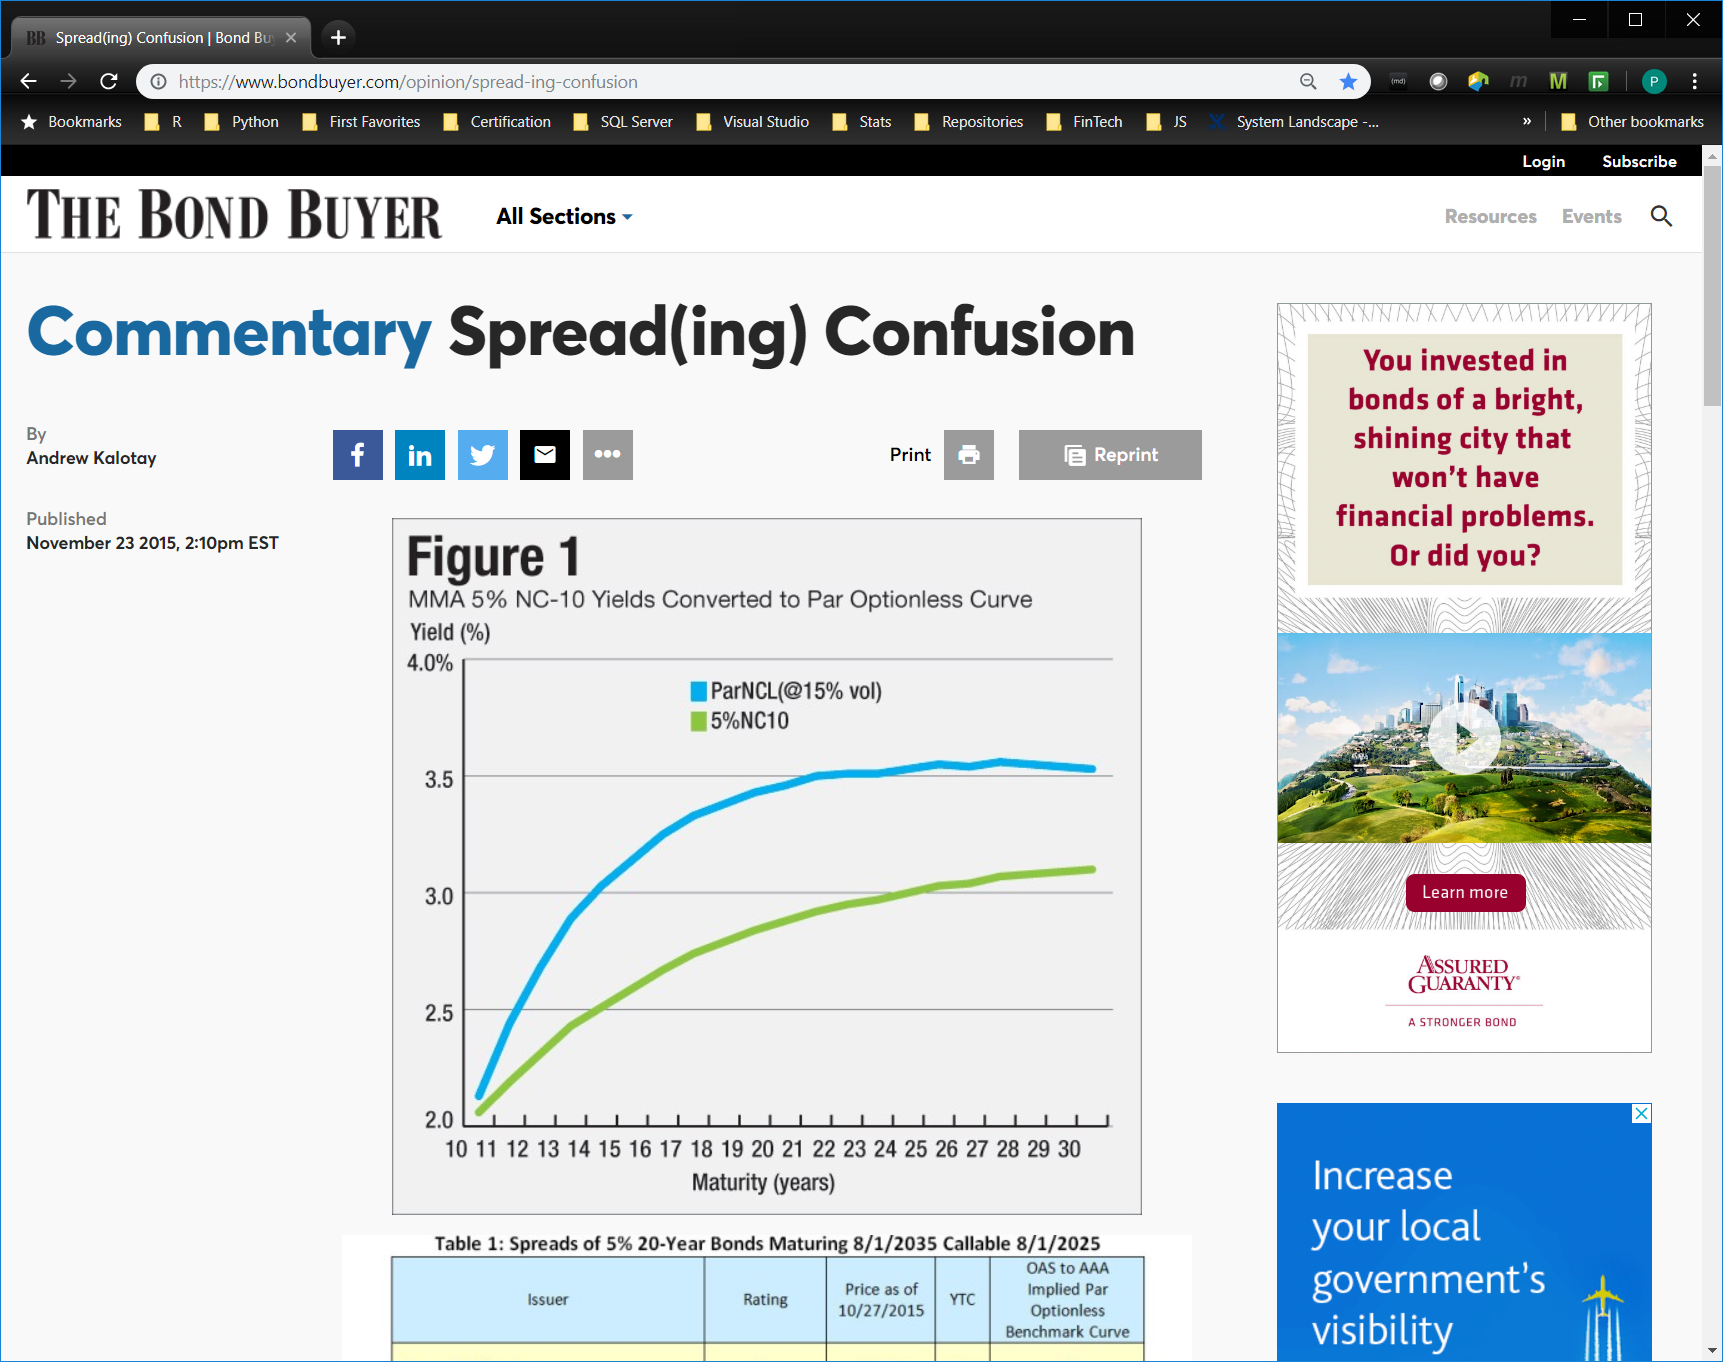 BB Spread(ing) Confusion | Bond Bu
https://www.bondbuyer.com/opinion/spread-ing-confusion
(md) m M P
Bookmarks R Python First Favorites Certification SQL Server Visual Studio Stats Repositories FinTech JS System Landscape -... » Other bookmarks
Login Subscribe
THE BOND BUYER All Sections Resources Events
Commentary Spread(ing) Confusion
By
Andrew Kalotay
Published
November 23 2015, 2:10pm EST
f in Print Reprint
Figure 1
MMA 5% NC-10 Yields Converted to Par Optionless Curve
Yield (%)
4.0%
ParNCL(@15% vol)
5%NC10
3.5
3.0
2.5
2.0
10 11 12 13 14 15 16 17 18 19 20 21 22 23 24 25 26 27 28 29 30
Maturity (years)
Table 1: Spreads of 5% 20-Year Bonds Maturing 8/1/2035 Callable 8/1/2025
Issuer
Rating
Price as of
10/27/2015
YTC
OAS to AAA
Implied Par
Optionless
Benchmark Curve
You invested in
bonds of a bright,
shining city that
won't have
financial problems.
Or did you?
Learn more
ASSURED
GUARANTY®
A STRONGER BOND
Increase
your local
government's
visibility